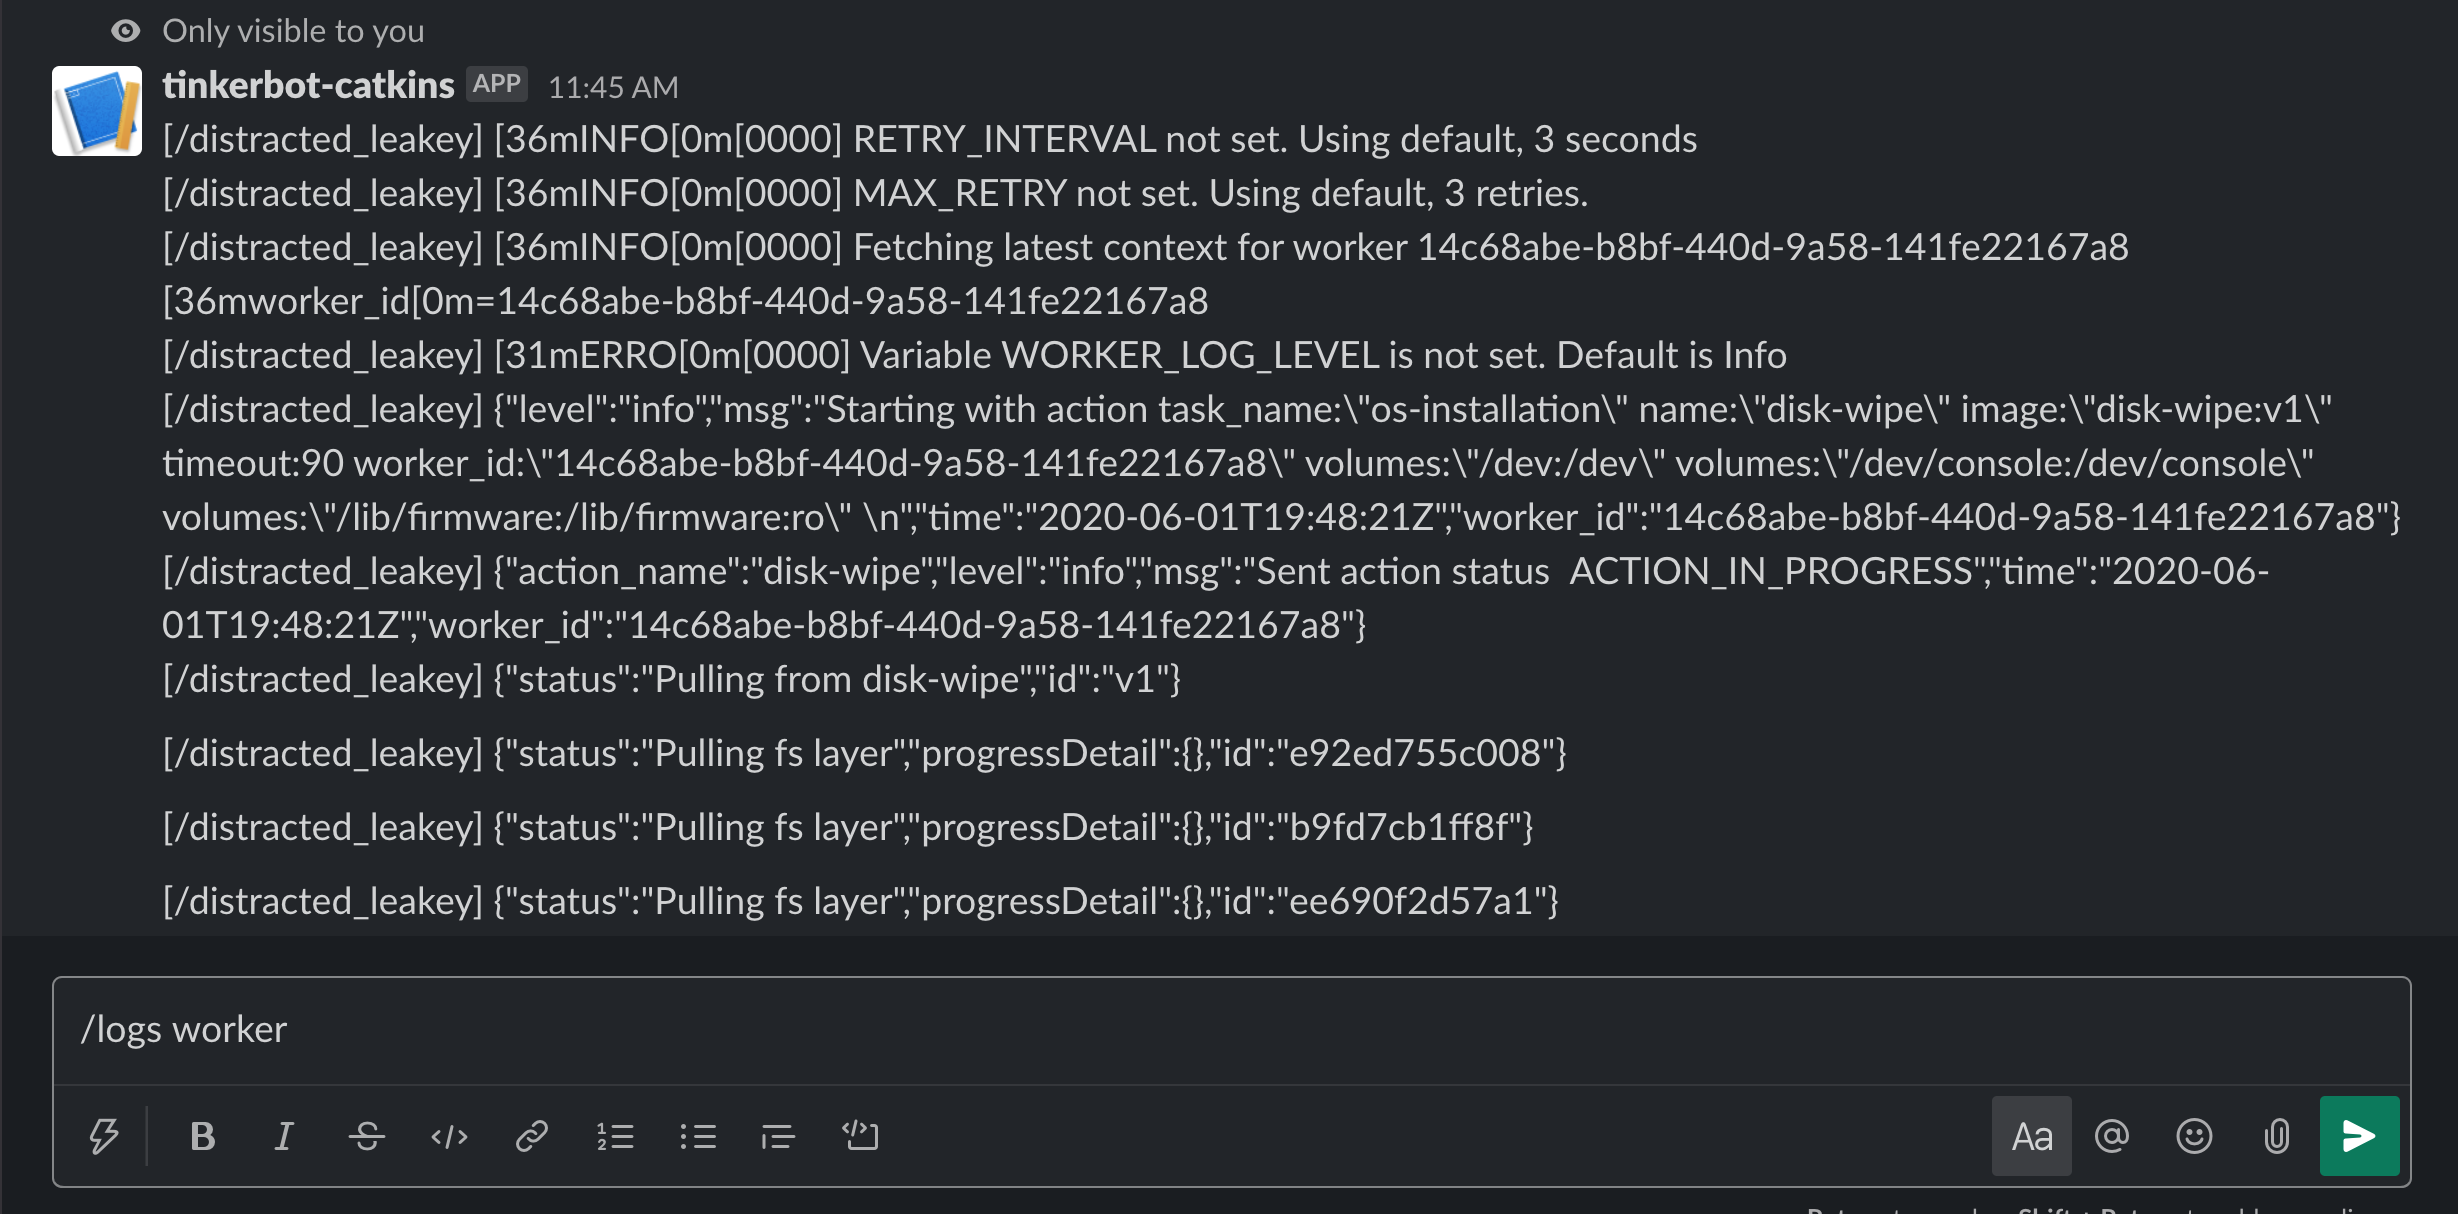 Only visible to you
tinkerbot-catkins APP 11:45 AM
[/distracted_leakey] [36mINFO[0m[0000] RETRY_INTERVAL not set. Using default, 3 seconds
[/distracted_leakey] [36mINFO[0m[0000] MAX_RETRY not set. Using default, 3 retries.
[/distracted_leakey] [36mINFO[0m[0000] Fetching latest context for worker 14c68abe-b8bf-440d-9a58-141fe22167a8
[36mworker_id[0m=14c68abe-b8bf-440d-9a58-141fe22167a8
[/distracted_leakey] [31mERRO[0m[0000] Variable WORKER_LOG_LEVEL is not set. Default is Info
[/distracted_leakey] {"level":"info","msg":"Starting with action task_name:\"os-installation\" name:\"disk-wipe\" image:\"disk-wipe:v1\"
timeout:90 worker_id:\"14c68abe-b8bf-440d-9a58-141fe22167a8\" volumes:\"/dev:/dev\" volumes:\"/dev/console:/dev/console\"
volumes:\"/lib/firmware:/lib/firmware:ro\" \n","time":"2020-06-01T19:48:21Z","worker_id":"14c68abe-b8bf-440d-9a58-141fe22167a8"}
[/distracted_leakey] {"action_name":"disk-wipe","level":"info","msg":"Sent action status  ACTION_IN_PROGRESS","time":"2020-06-
01T19:48:21Z","worker_id":"14c68abe-b8bf-440d-9a58-141fe22167a8"}
[/distracted_leakey] {"status":"Pulling from disk-wipe","id":"v1"}
[/distracted_leakey] {"status":"Pulling fs layer","progressDetail":{},"id":"e92ed755c008"}
[/distracted_leakey] {"status":"Pulling fs layer","progressDetail":{},"id":"b9fd7cb1ff8f"}
[/distracted_leakey] {"status":"Pulling fs layer","progressDetail":{},"id":"ee690f2d57a1"}
/logs worker
B I S </> Aa @